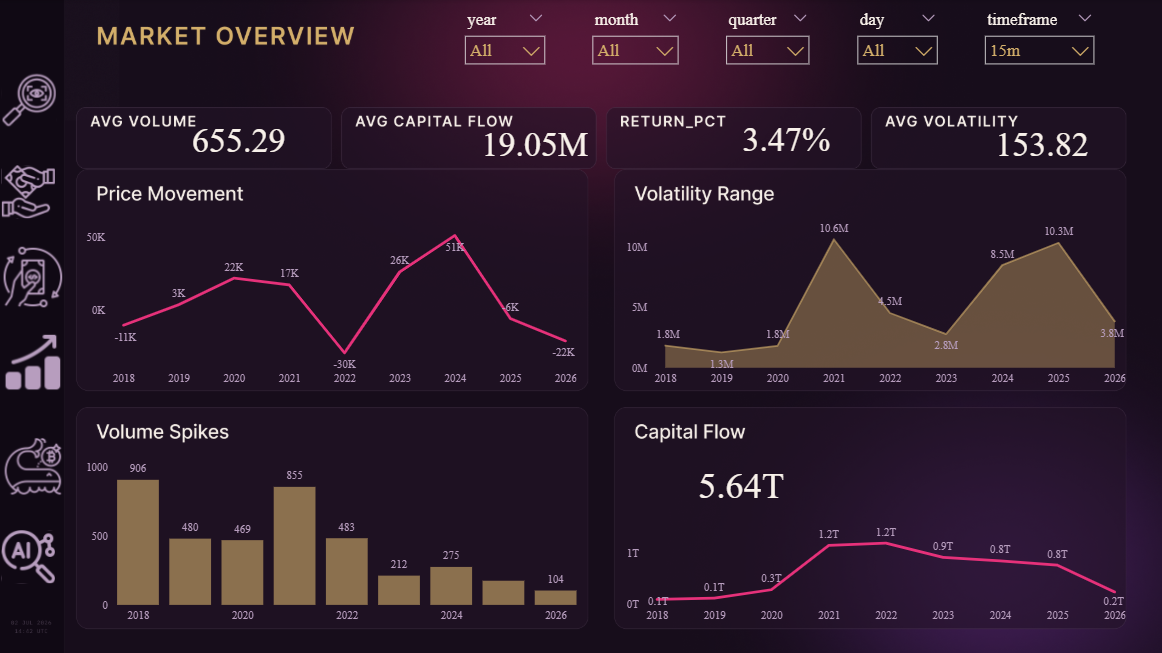 MARKET OVERVIEW
year month quarter day timeframe
All All All All 15m
AVG VOLUME
655.29
AVG CAPITAL FLOW
19.05M
RETURN_PCT
3.47%
AVG VOLATILITY
153.82
Price Movement
50K
0K
-11K 3K 22K 17K -30K 26K 51K -6K -22K
2018 2019 2020 2021 2022 2023 2024 2025 2026
Volatility Range
10M
5M
0M
1.8M 1.3M 1.8M 10.6M 4.5M 2.8M 8.5M 10.3M 3.8M
2018 2019 2020 2021 2022 2023 2024 2025 2026
Volume Spikes
1000
500
0
906 480 469 855 483 212 275 104
2018 2020 2022 2024 2026
Capital Flow
5.64T
1T
0T
0.1T 0.1T 0.3T 1.2T 1.2T 0.9T 0.8T 0.8T 0.2T
2018 2019 2020 2021 2022 2023 2024 2025 2026
AI